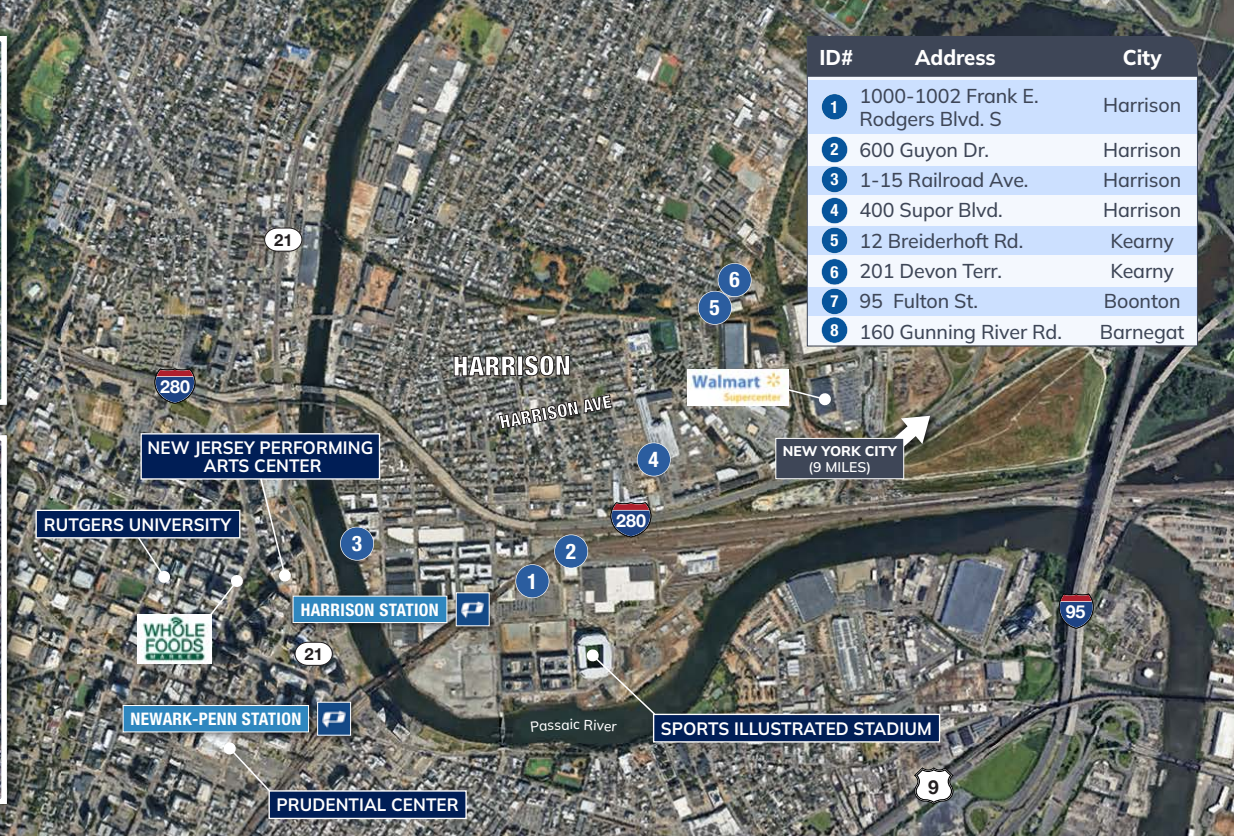 ID# Address City
1 1000-1002 Frank E.
Rodgers Blvd. S Harrison
2 600 Guyon Dr. Harrison
3 1-15 Railroad Ave. Harrison
4 400 Supor Blvd. Harrison
5 12 Breiderhoft Rd. Kearny
6 201 Devon Terr. Kearny
7 95 Fulton St. Boonton
8 160 Gunning River Rd. Barnegat
21
6
5
HARRISON
280
Walmart
Supercenter
HARRISON AVE
NEW JERSEY PERFORMING
ARTS CENTER
NEW YORK CITY
(9 MILES)
4
RUTGERS UNIVERSITY
280
3
2
1
HARRISON STATION
95
WHOLE
FOODS
MARKET
21
NEWARK-PENN STATION
Passaic River
SPORTS ILLUSTRATED STADIUM
9
PRUDENTIAL CENTER